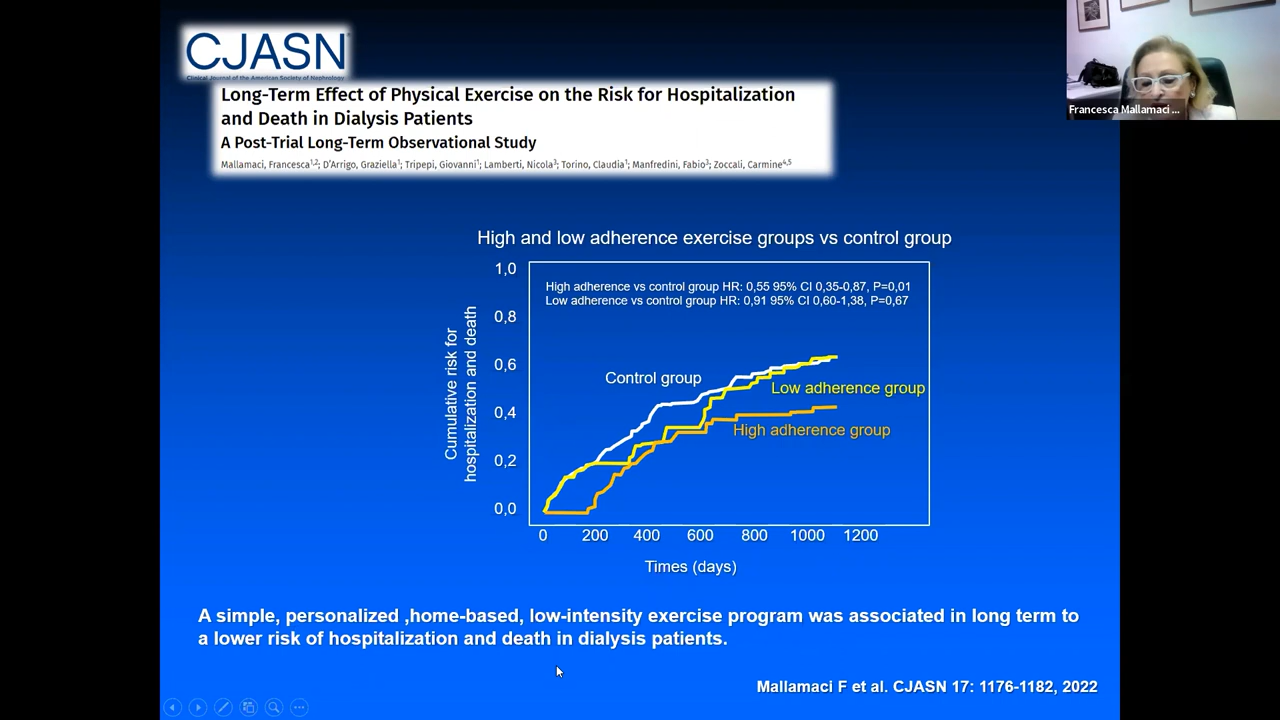 CJASN
Clinical Journal of the American Society of Nephrology
Long-Term Effect of Physical Exercise on the Risk for Hospitalization
and Death in Dialysis Patients
A Post-Trial Long-Term Observational Study
Mallamaci, Francesca1,2; D'Arrigo, Graziella1; Tripepi, Giovanni1; Lamberti, Nicola3; Torino, Claudia1; Manfredini, Fabio3; Zoccali, Carmine4,5
Francesca Mallamaci ...
High and low adherence exercise groups vs control group
1,0
0,8
0,6
0,4
0,2
0,0
Cumulative risk for
hospitalization and death
High adherence vs control group HR: 0,55 95% CI 0,35-0,87, P=0,01
Low adherence vs control group HR: 0,91 95% CI 0,60-1,38, P=0,67
Control group
Low adherence group
High adherence group
0 200 400 600 800 1000 1200
Times (days)
A simple, personalized ,home-based, low-intensity exercise program was associated in long term to
a lower risk of hospitalization and death in dialysis patients.
Mallamaci F et al. CJASN 17: 1176-1182, 2022